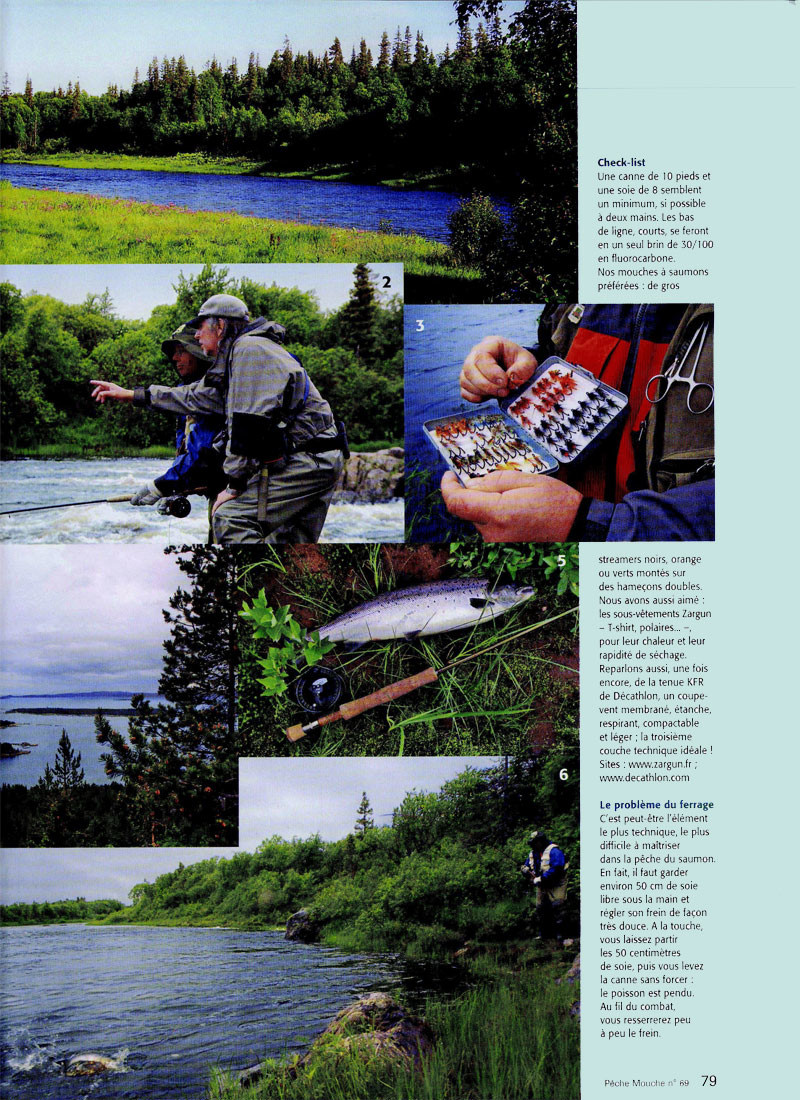 Check-list
Une canne de 10 pieds et
une soie de 8 semblent
un minimum, si possible
à deux mains. Les bas
de ligne, courts, se feront
en un seul brin de 30/100
en fluorocarbone.
Nos mouches à saumons
préférées : de gros
2
3
streamers noirs, orange
ou verts montés sur
des hameçons doubles.
Nous avons aussi aimé :
les sous-vêtements Zargun
– T-shirt, polaires... –,
pour leur chaleur et leur
rapidité de séchage.
Reparlons aussi, une fois
encore, de la tenue KFR
de Décathlon, un coupe-
vent membrané, étanche,
respirant, compactable
et léger ; la troisième
couche technique idéale !
Sites : www.zargun.fr ;
www.decathlon.com
5
6
Le problème du ferrage
C'est peut-être l'élément
le plus technique, le plus
difficile à maîtriser
dans la pêche du saumon.
En fait, il faut garder
environ 50 cm de soie
libre sous la main et
régler son frein de façon
très douce. A la touche,
vous laissez partir
les 50 centimètres
de soie, puis vous levez
la canne sans forcer :
le poisson est pendu.
Au fil du combat,
vous resserrerez peu
à peu le frein.
Pêche Mouche n° 69 79